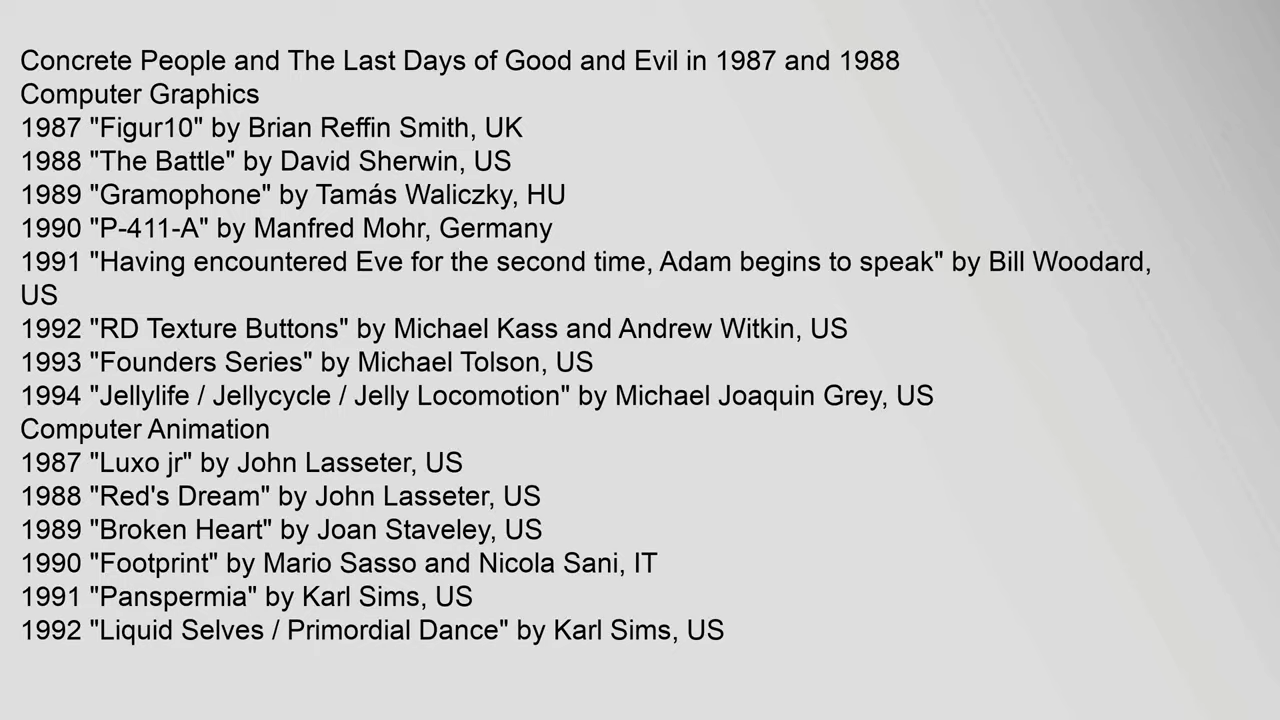 Concrete People and The Last Days of Good and Evil in 1987 and 1988
Computer Graphics
1987 "Figur10" by Brian Reffin Smith, UK
1988 "The Battle" by David Sherwin, US
1989 "Gramophone" by Tamás Waliczky, HU
1990 "P-411-A" by Manfred Mohr, Germany
1991 "Having encountered Eve for the second time, Adam begins to speak" by Bill Woodard,
US
1992 "RD Texture Buttons" by Michael Kass and Andrew Witkin, US
1993 "Founders Series" by Michael Tolson, US
1994 "Jellylife / Jellycycle / Jelly Locomotion" by Michael Joaquin Grey, US
Computer Animation
1987 "Luxo jr" by John Lasseter, US
1988 "Red's Dream" by John Lasseter, US
1989 "Broken Heart" by Joan Staveley, US
1990 "Footprint" by Mario Sasso and Nicola Sani, IT
1991 "Panspermia" by Karl Sims, US
1992 "Liquid Selves / Primordial Dance" by Karl Sims, US